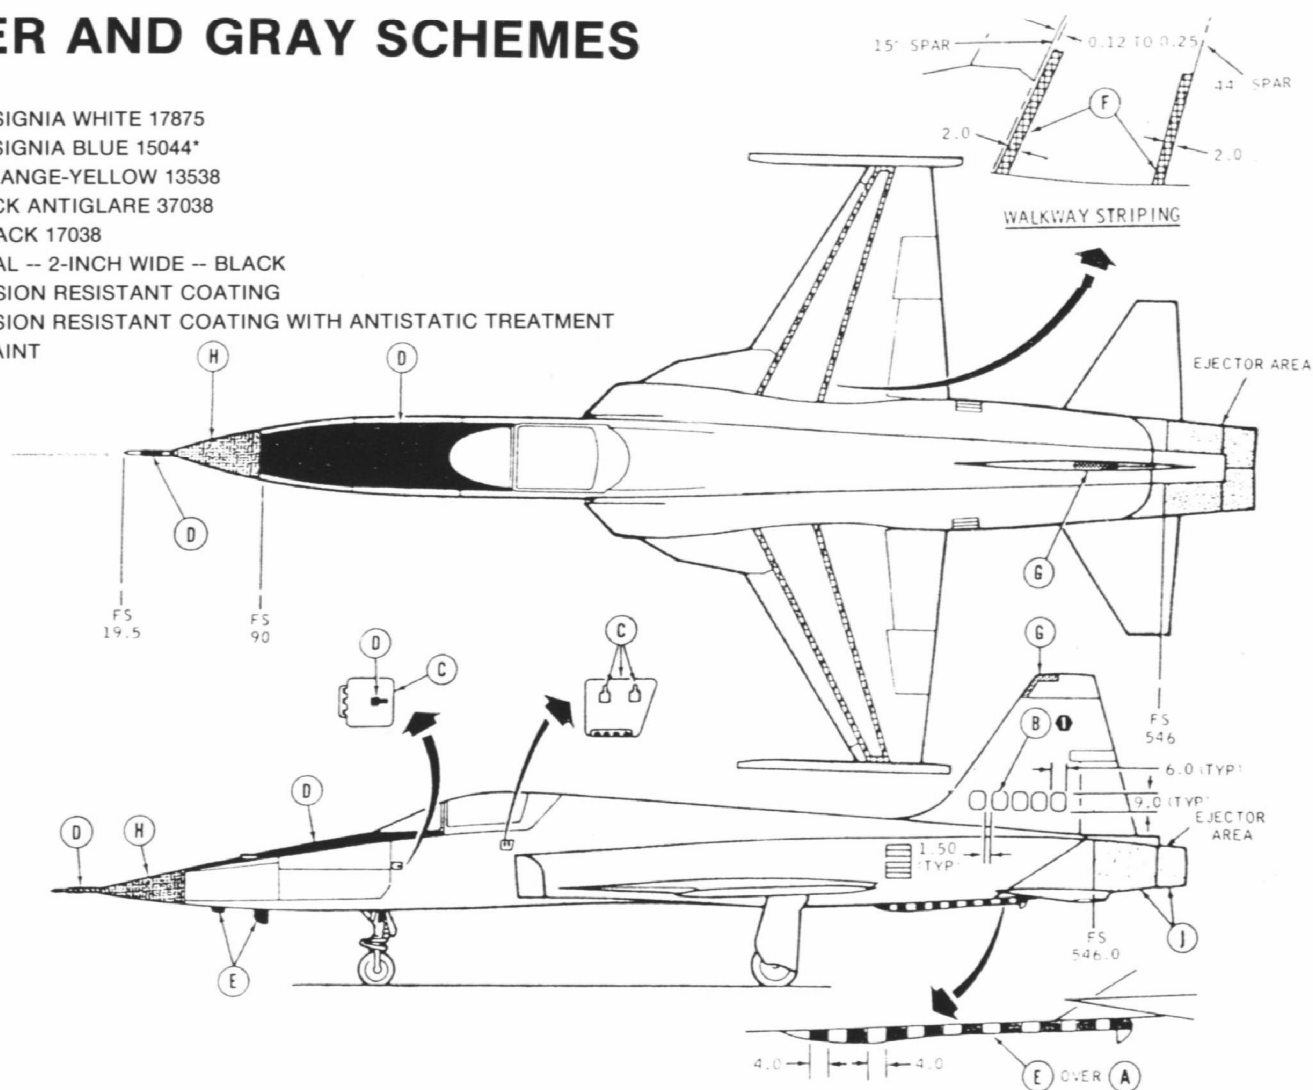 ER AND GRAY SCHEMES
SIGNIA WHITE 17875
SIGNIA BLUE 15044*
ANGE-YELLOW 13538
CK ANTIGLARE 37038
ACK 17038
AL -- 2-INCH WIDE -- BLACK
SION RESISTANT COATING
SION RESISTANT COATING WITH ANTISTATIC TREATMENT
AINT
15° SPAR
0.12 TO 0.25
44° SPAR
F
2.0
2.0
WALKWAY STRIPING
H
D
EJECTOR AREA
D
G
FS
19.5
FS
90
FS
546
D
C
C
G
B 1
6.0 (TYP)
9.0 (TYP)
EJECTOR
AREA
1.50
(TYP)
D
D
H
E
FS
546.0
J
4.0
4.0
E OVER A